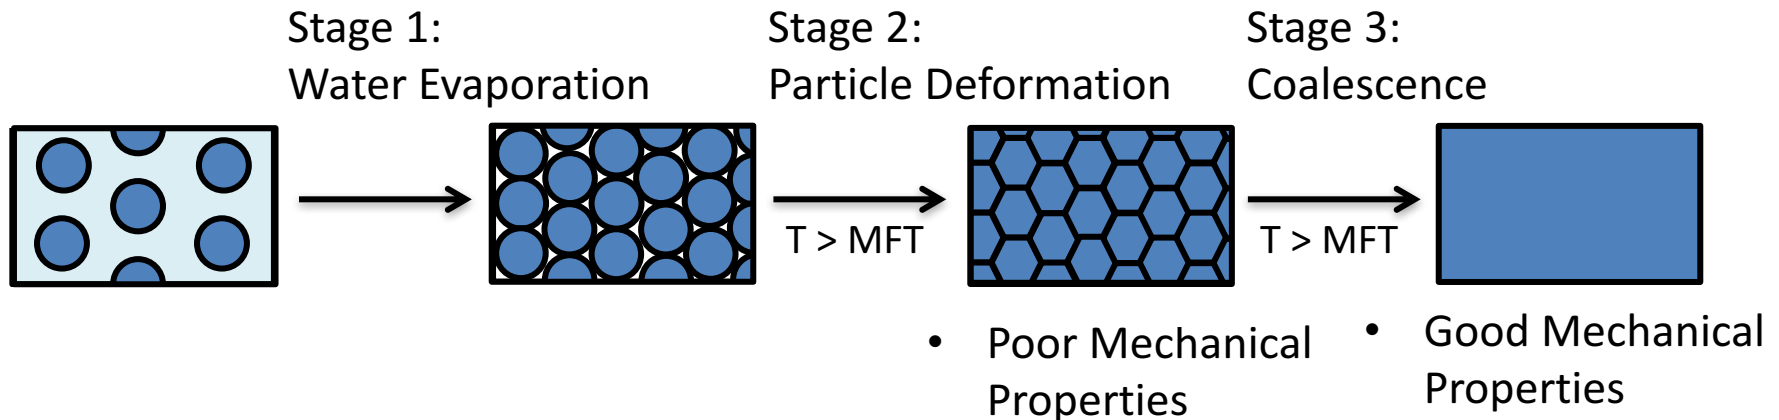 Stage 1:
Water Evaporation
Stage 2:
Particle Deformation
Stage 3:
Coalescence
T > MFT
T > MFT
• Poor Mechanical
Properties
• Good Mechanical
Properties